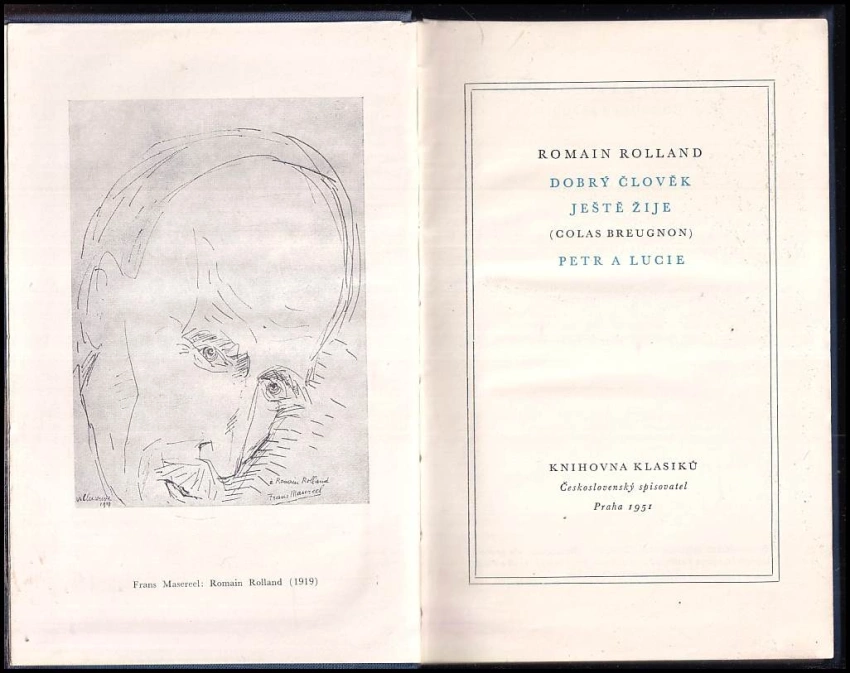 à Romain Rolland
Frans Masereel
Frans Masereel: Romain Rolland (1919)
ROMAIN ROLLAND
DOBRÝ ČLOVĚK
JEŠTĚ ŽIJE
(COLAS BREUGNON)
PETR A LUCIE
KNIHOVNA KLASIKŮ
Československý spisovatel
Praha 1951